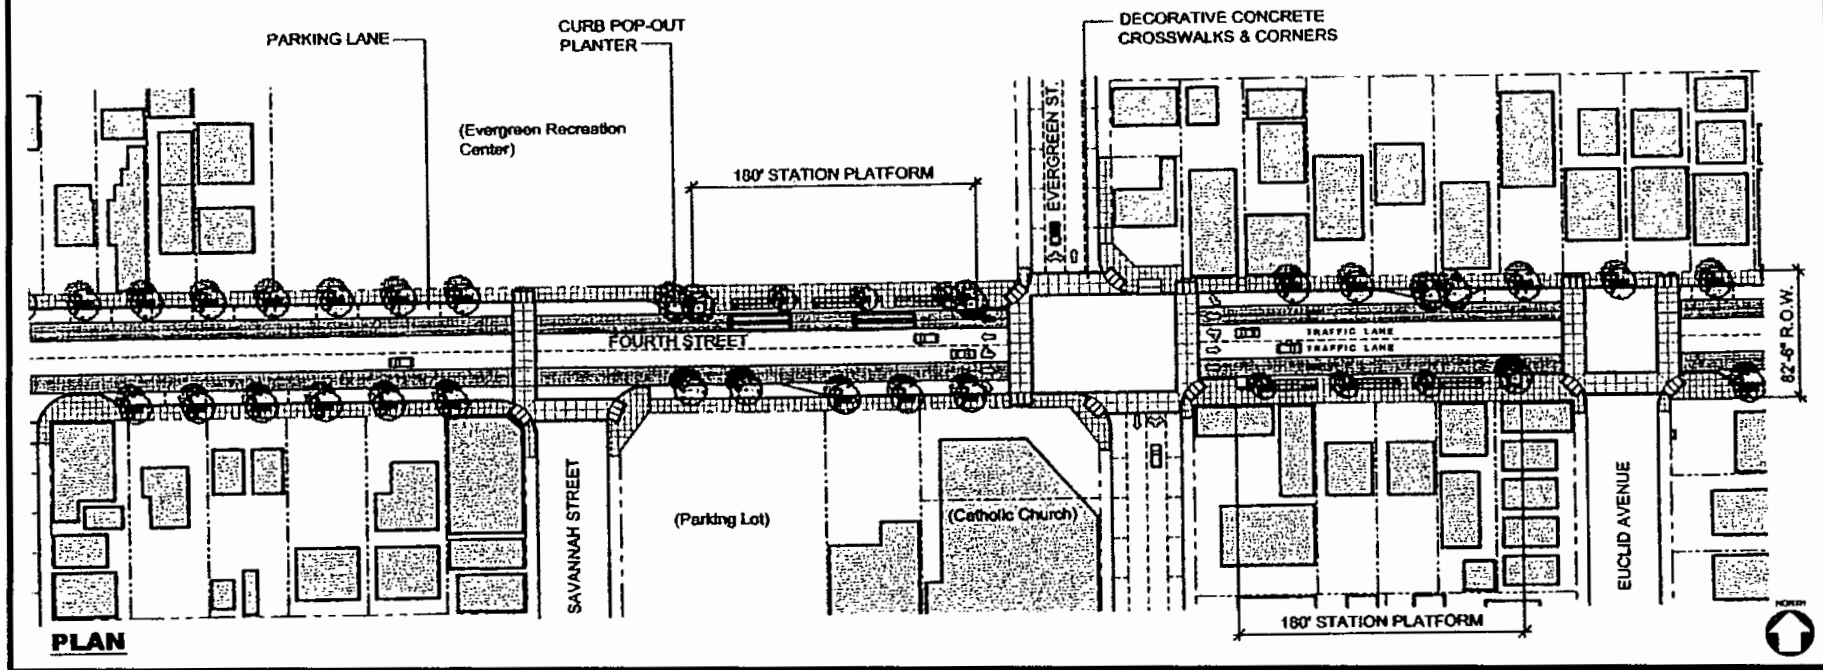 PARKING LANE
CURB POP-OUT
PLANTER
DECORATIVE CONCRETE
CROSSWALKS & CORNERS
(Evergreen Recreation
Center)
180' STATION PLATFORM
EVERGREEN ST.
FOURTH STREET
TRAFFIC LANE
TRAFFIC LANE
82'-6" R.O.W.
SAVANNAH STREET
(Parking Lot)
(Catholic Church)
EUCLID AVENUE
180' STATION PLATFORM
PLAN
NORTH